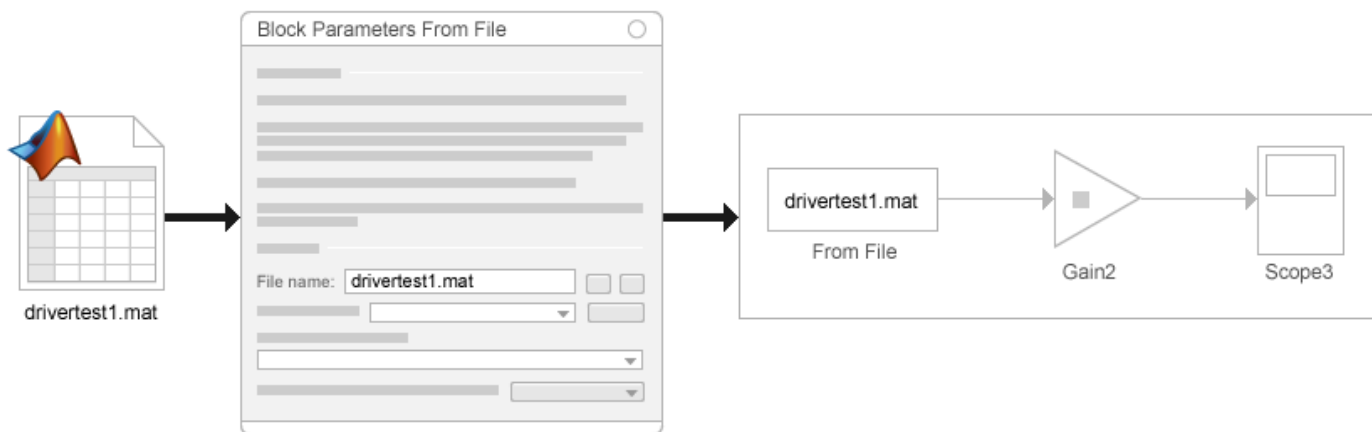 Block Parameters From File
drivertest1.mat
File name: drivertest1.mat
drivertest1.mat
From File
Gain2
Scope3